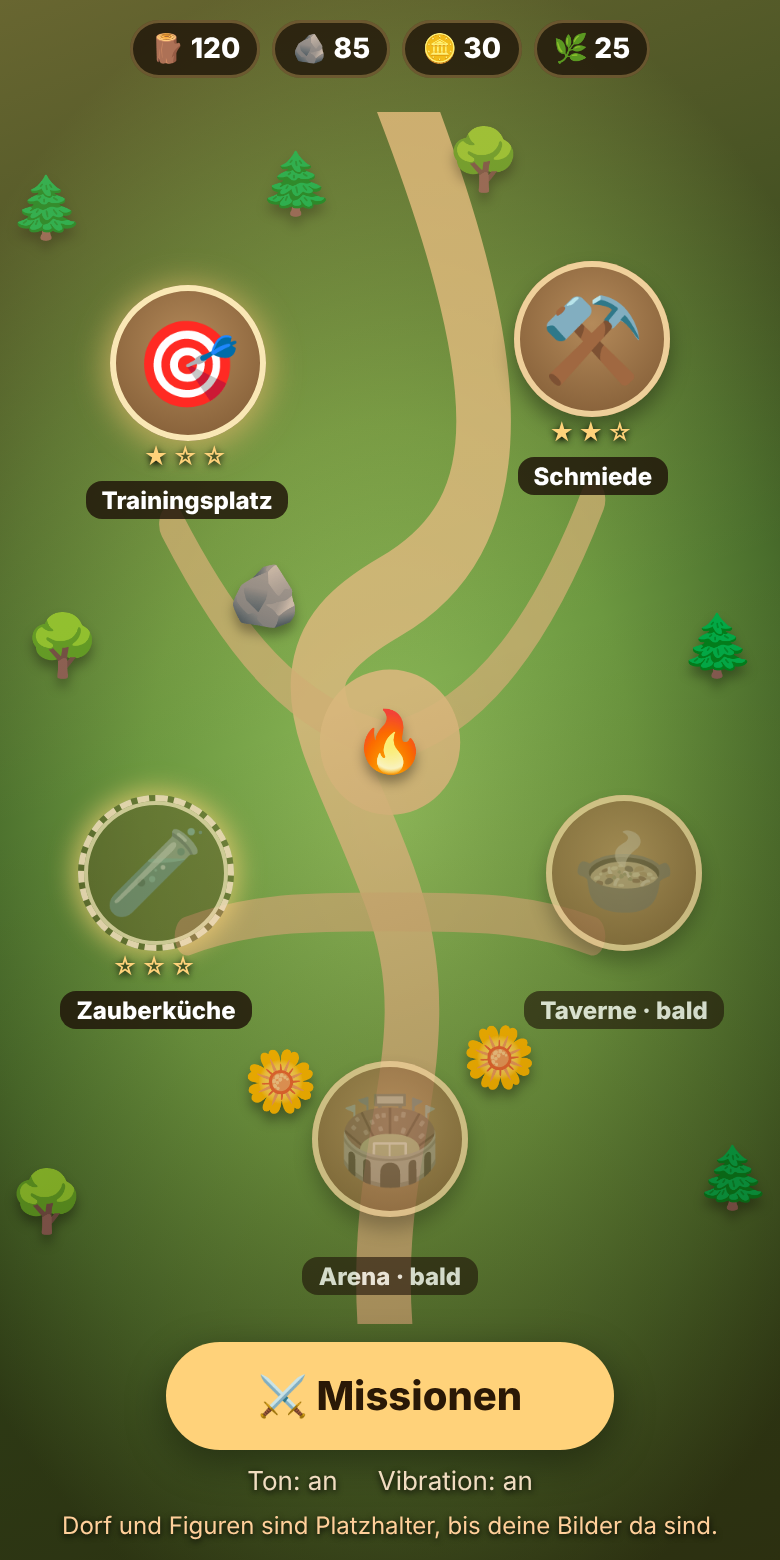 120 85 30 25
Trainingsplatz
Schmiede
Zauberküche
Taverne · bald
Arena · bald
Missionen
Ton: an Vibration: an
Dorf und Figuren sind Platzhalter, bis deine Bilder da sind.